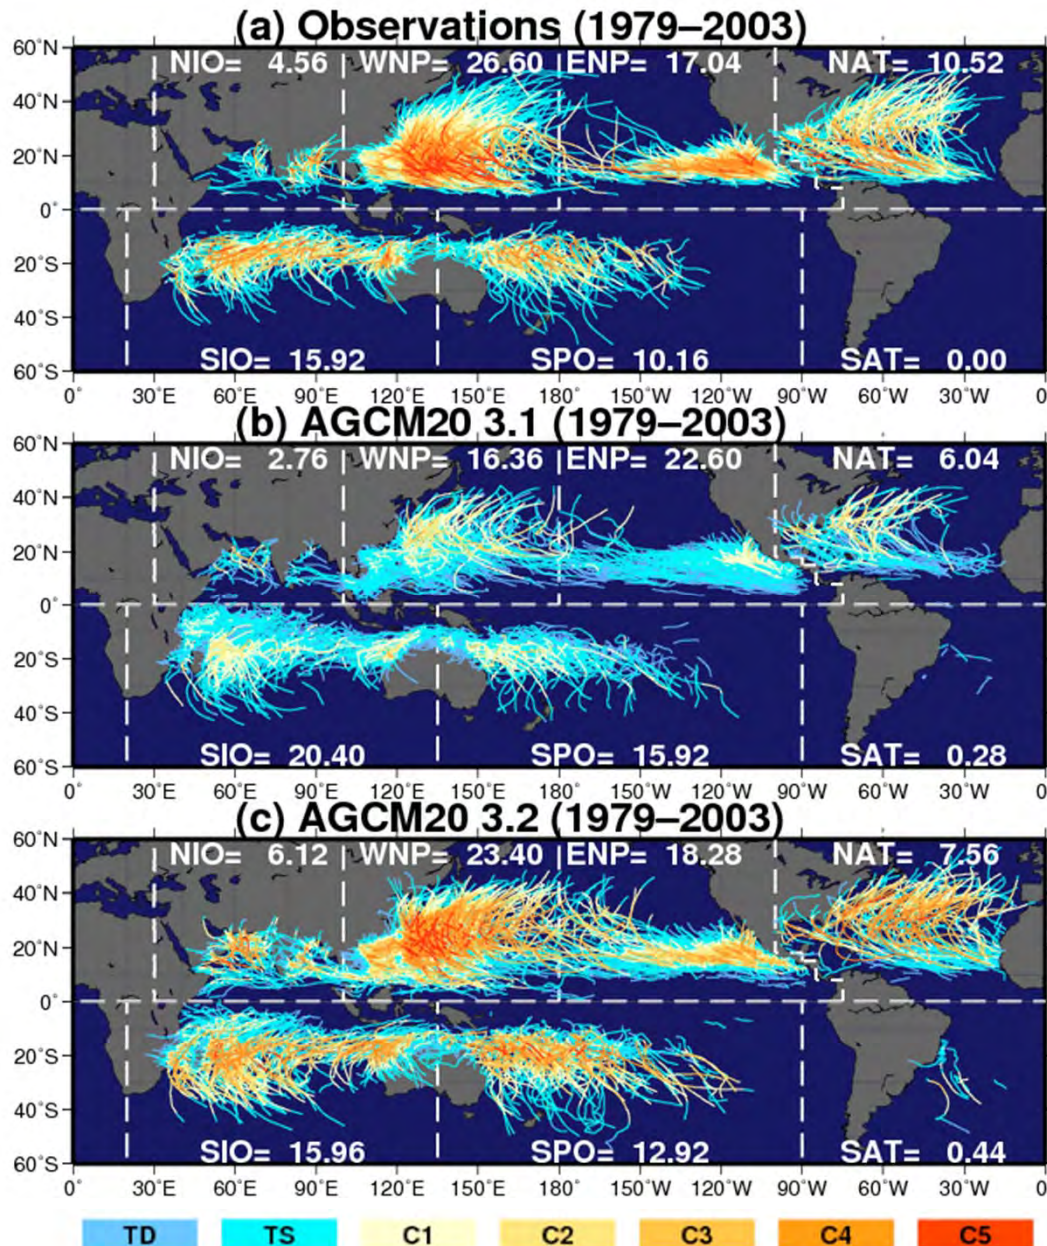 (a) Observations (1979–2003)
60°N
NIO= 4.56 WNP= 26.60 ENP= 17.04 NAT= 10.52
40°N
20°N
0°
20°S
40°S
SIO= 15.92 SPO= 10.16 SAT= 0.00
60°S
0° 30°E 60°E 90°E 120°E 150°E 180° 150°W 120°W 90°W 60°W 30°W 0
(b) AGCM20 3.1 (1979–2003)
60°N
NIO= 2.76 WNP= 16.36 ENP= 22.60 NAT= 6.04
40°N
20°N
0°
20°S
40°S
SIO= 20.40 SPO= 15.92 SAT= 0.28
60°S
0° 30°E 60°E 90°E 120°E 150°E 180° 150°W 120°W 90°W 60°W 30°W 0
(c) AGCM20 3.2 (1979–2003)
60°N
NIO= 6.12 WNP= 23.40 ENP= 18.28 NAT= 7.56
40°N
20°N
0°
20°S
40°S
SIO= 15.96 SPO= 12.92 SAT= 0.44
60°S
0° 30°E 60°E 90°E 120°E 150°E 180° 150°W 120°W 90°W 60°W 30°W 0
TD TS C1 C2 C3 C4 C5